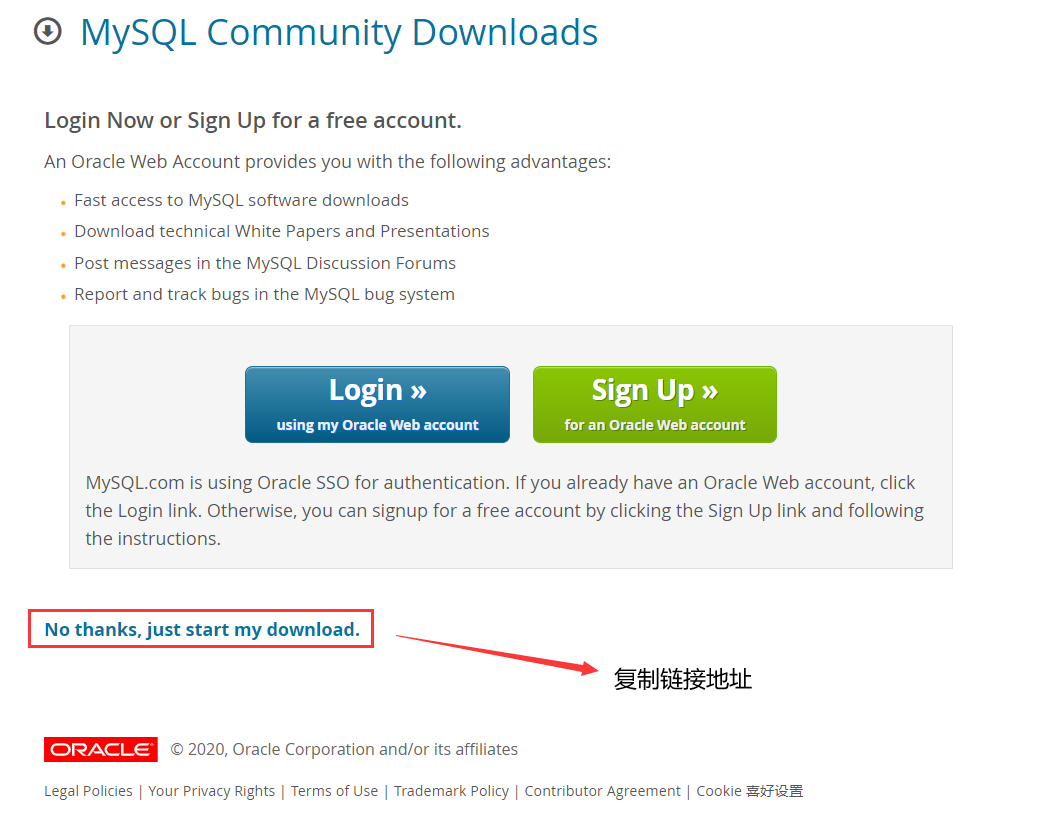 MySQL Community Downloads
Login Now or Sign Up for a free account.
An Oracle Web Account provides you with the following advantages:
Fast access to MySQL software downloads
Download technical White Papers and Presentations
Post messages in the MySQL Discussion Forums
Report and track bugs in the MySQL bug system
Login »
using my Oracle Web account
Sign Up »
for an Oracle Web account
MySQL.com is using Oracle SSO for authentication. If you already have an Oracle Web account, click
the Login link. Otherwise, you can signup for a free account by clicking the Sign Up link and following
the instructions.
No thanks, just start my download.
复制链接地址
ORACLE® © 2020, Oracle Corporation and/or its affiliates
Legal Policies | Your Privacy Rights | Terms of Use | Trademark Policy | Contributor Agreement | Cookie 喜好设置